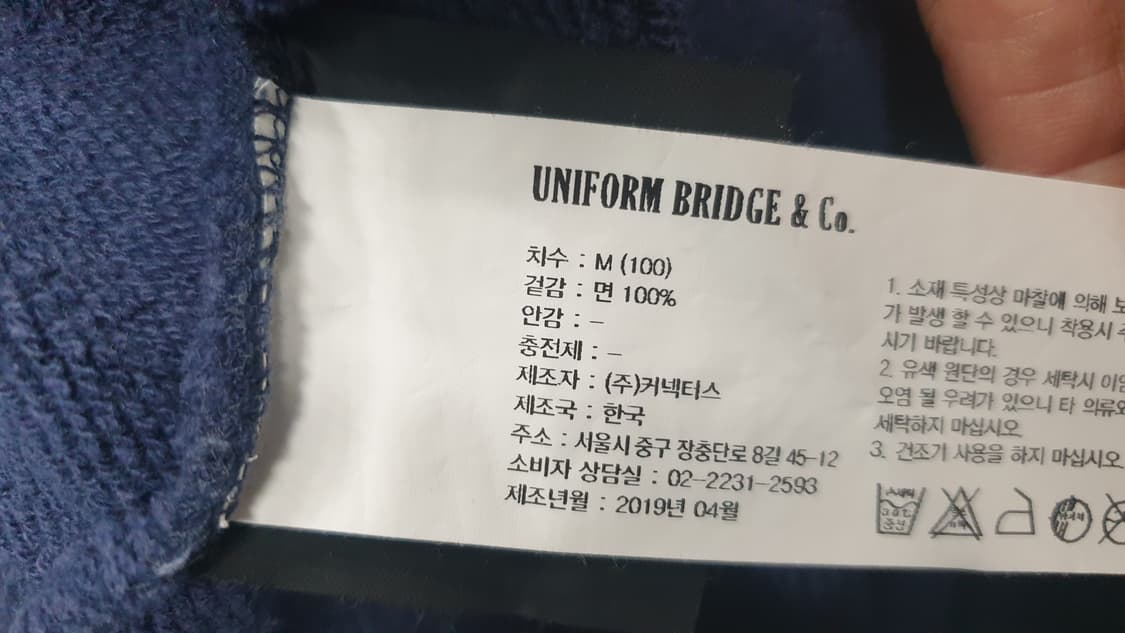 UNIFORM BRIDGE & Co.
치수 : M (100)
겉감 : 면 100%
안감 : -
충전제 : -
제조자 : (주)커넥터스
제조국 : 한국
주소 : 서울시 중구 장충단로 8길 45-12
소비자 상담실 : 02-2231-2593
제조년월 : 2019년 04월
1. 소재 특성상 마찰에 의해
가 발생 할 수 있으니 착용시
시기 바랍니다.
2. 유색 원단의 경우 세탁시
오염 될 우려가 있으니 타 의류와
세탁하지 마십시오.
3. 건조기 사용을 하지 마십시오
중성